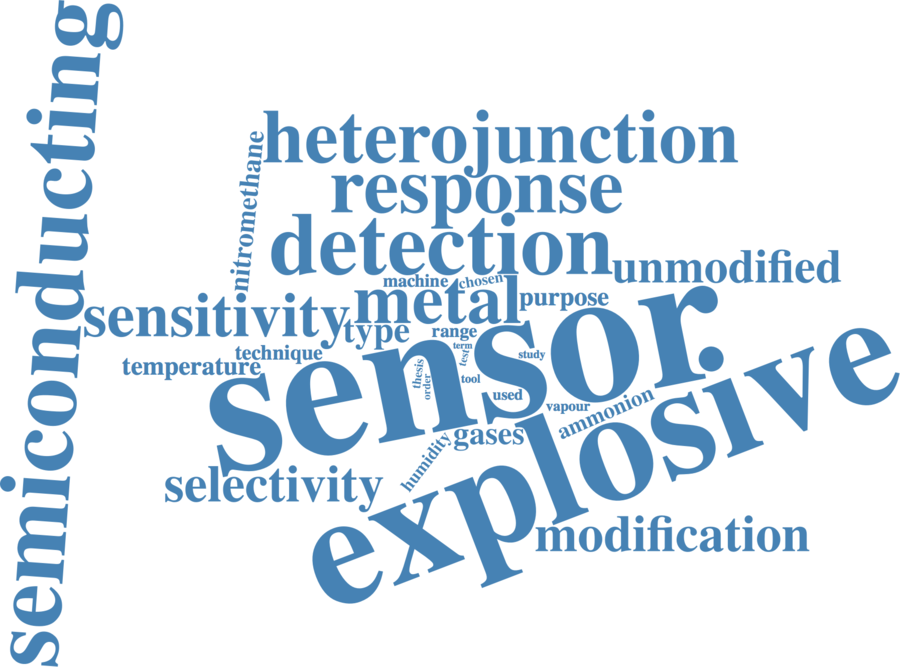 semiconducting
nitromethane
heterojunction
response
detection
unmodified
machine
chosen
metal
purpose
sensitivity
type
range
sensor
term
test
study
technique
temperature
thesis
order
tool
used
vapour
ammonion
gases
humidity
explosive
selectivity
modification